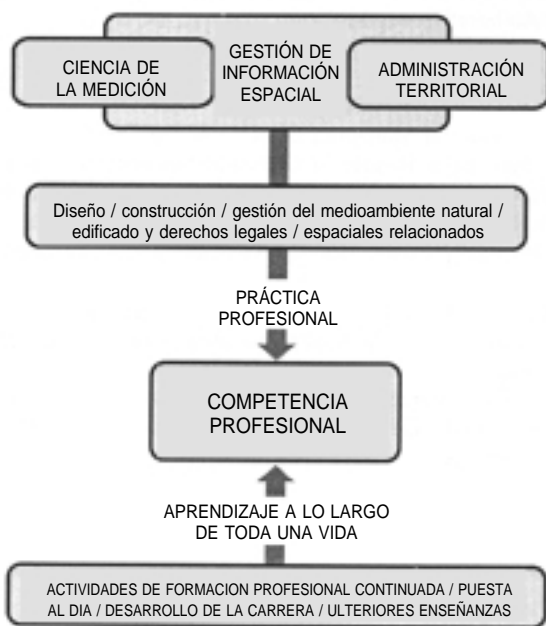 GESTIÓN DE
INFORMACIÓN
ESPACIAL
CIENCIA DE
LA MEDICIÓN
ADMINISTRACIÓN
TERRITORIAL
Diseño / construcción / gestión del medioambiente natural /
edificado y derechos legales / espaciales relacionados
PRÁCTICA
PROFESIONAL
COMPETENCIA
PROFESIONAL
APRENDIZAJE A LO LARGO
DE TODA UNA VIDA
ACTIVIDADES DE FORMACION PROFESIONAL CONTINUADA / PUESTA
AL DIA / DESARROLLO DE LA CARRERA / ULTERIORES ENSEÑANZAS